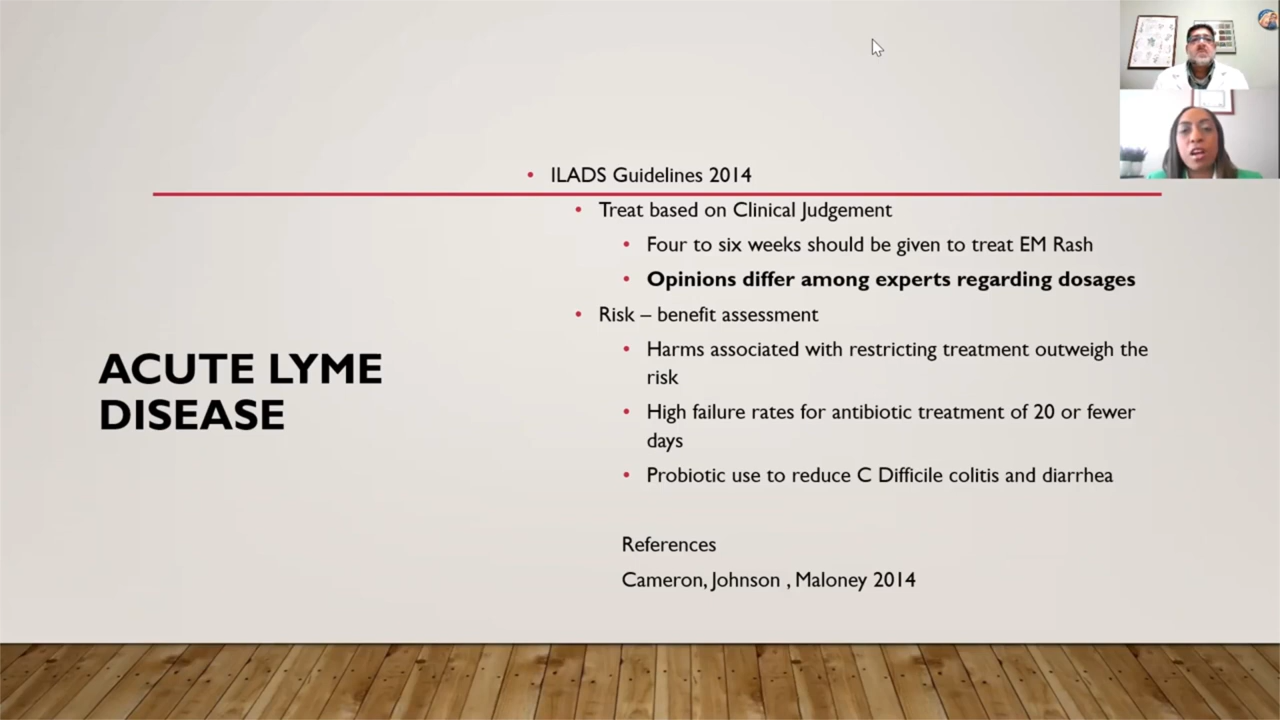 ILADS Guidelines 2014
Treat based on Clinical Judgement
Four to six weeks should be given to treat EM Rash
Opinions differ among experts regarding dosages
Risk – benefit assessment
Harms associated with restricting treatment outweigh the
risk
High failure rates for antibiotic treatment of 20 or fewer
days
Probiotic use to reduce C Difficile colitis and diarrhea
ACUTE LYME
DISEASE
References
Cameron, Johnson , Maloney 2014